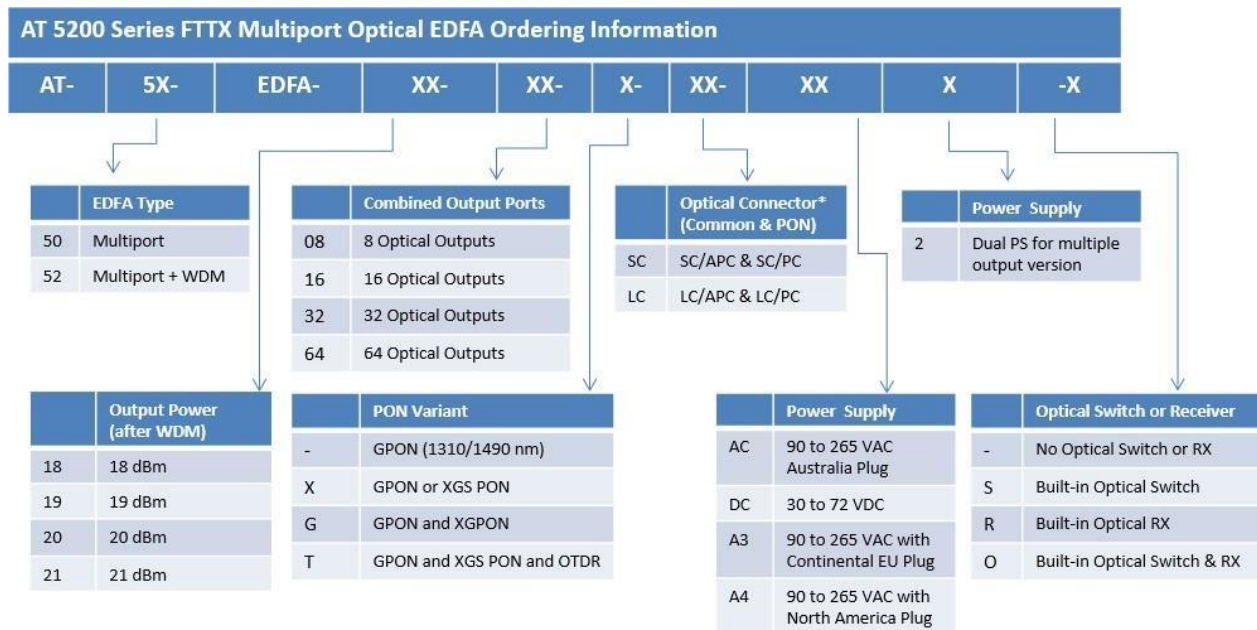 AT 5200 Series FTTX Multiport Optical EDFA Ordering Information
AT- 5X- EDFA- XX- XX- X- XX- XX X -X
EDFA Type
50 Multiport
52 Multiport + WDM
Combined Output Ports
08 8 Optical Outputs
16 16 Optical Outputs
32 32 Optical Outputs
64 64 Optical Outputs
Optical Connector*
(Common & PON)
SC SC/APC & SC/PC
LC LC/APC & LC/PC
Power Supply
2 Dual PS for multiple
output version
Output Power
(after WDM)
18 18 dBm
19 19 dBm
20 20 dBm
21 21 dBm
PON Variant
- GPON (1310/1490 nm)
X GPON or XGS PON
G GPON and XGPON
T GPON and XGS PON and OTDR
Power Supply
AC 90 to 265 VAC
Australia Plug
DC 30 to 72 VDC
A3 90 to 265 VAC with
Continental EU Plug
A4 90 to 265 VAC with
North America Plug
Optical Switch or Receiver
- No Optical Switch or RX
S Built-in Optical Switch
R Built-in Optical RX
O Built-in Optical Switch & RX